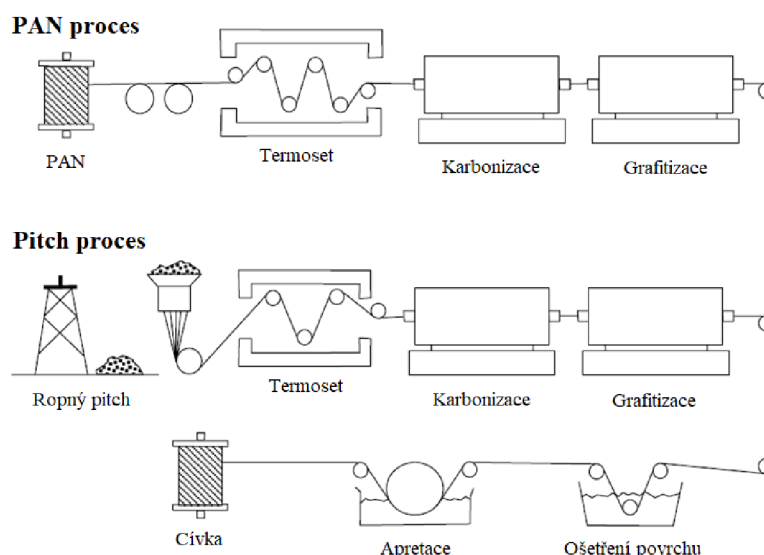 PAN proces
PAN
Termoset
Karbonizace
Grafitizace
Pitch proces
Ropný pitch
Termoset
Karbonizace
Grafitizace
Cívka
Apretace
Ošetření povrchu